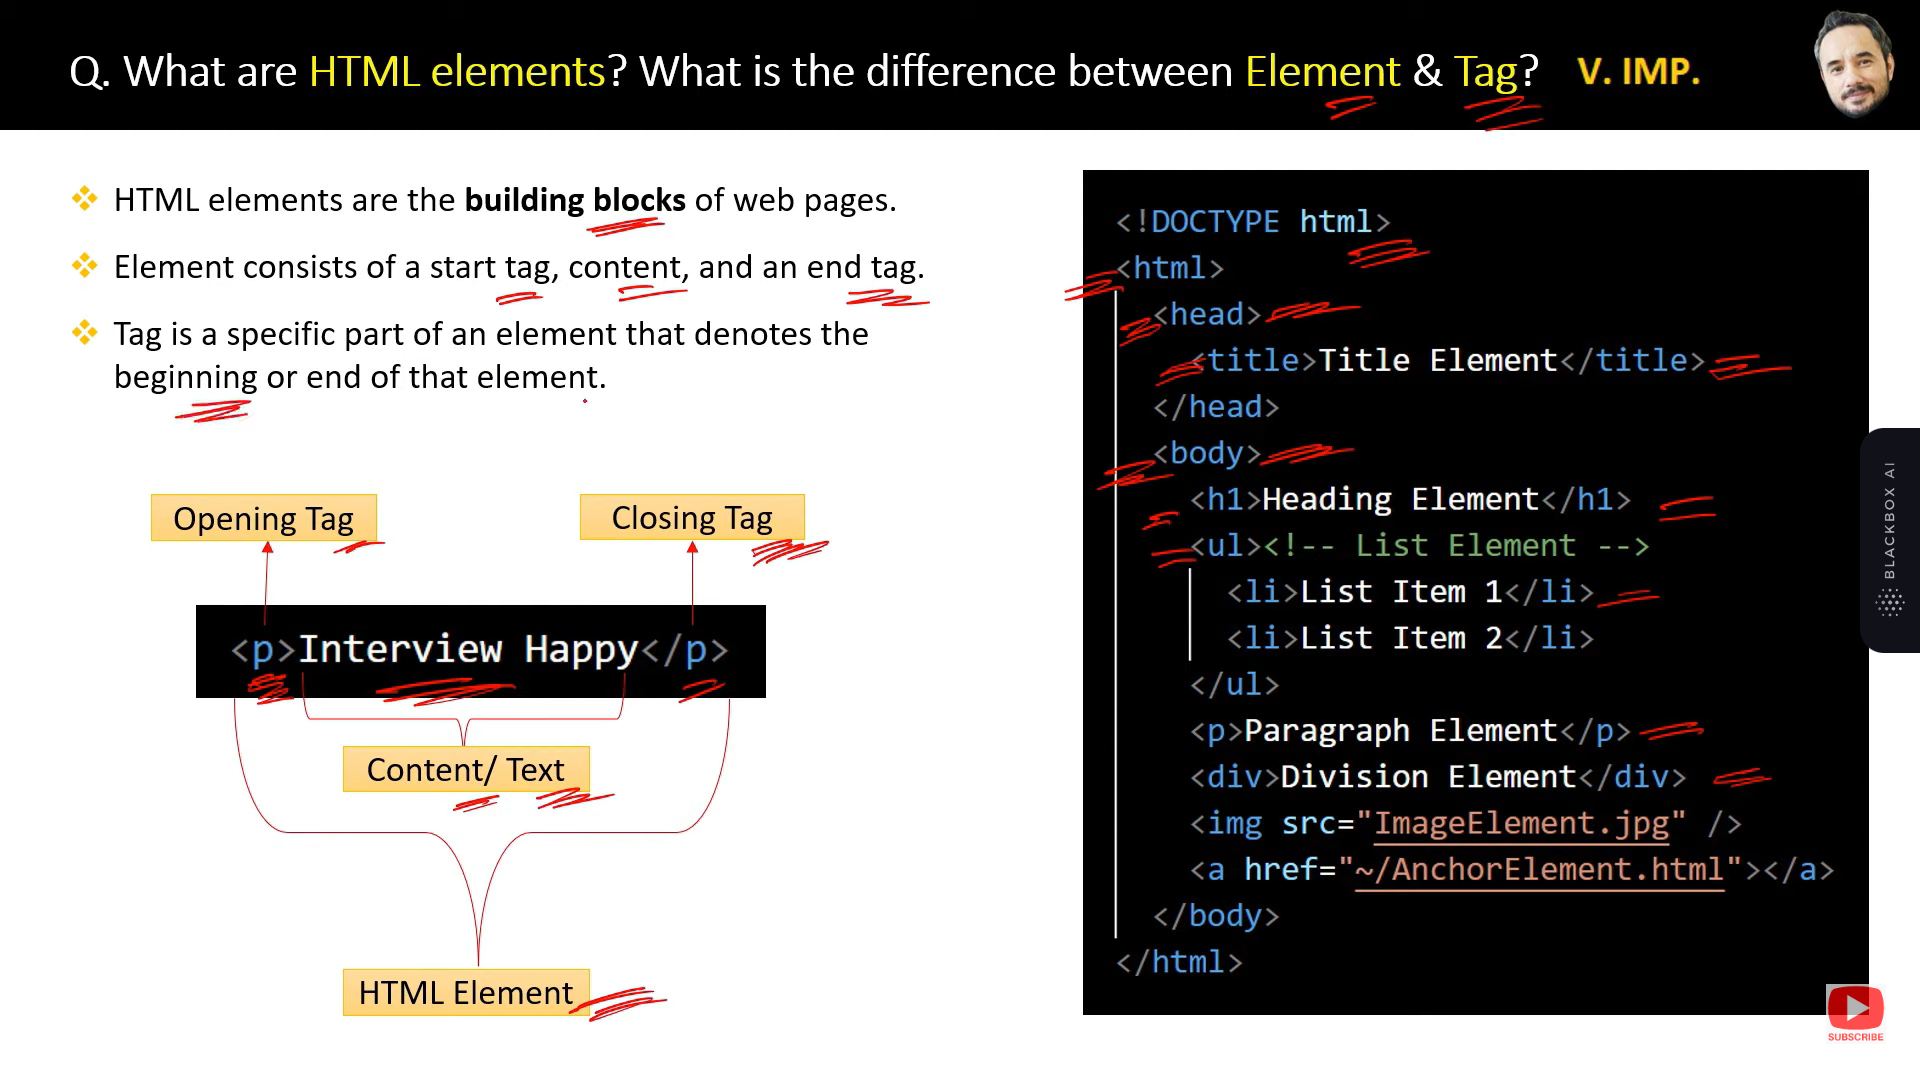 Q. What are HTML elements? What is the difference between Element & Tag? V. IMP.
HTML elements are the building blocks of web pages.
Element consists of a start tag, content, and an end tag.
Tag is a specific part of an element that denotes the
beginning or end of that element.
Opening Tag
Closing Tag
<p>Interview Happy</p>
Content/ Text
HTML Element
<!DOCTYPE html>
<html>
<head>
<title>Title Element</title>
</head>
<body>
<h1>Heading Element</h1>
<ul><!-- List Element -->
<li>List Item 1</li>
<li>List Item 2</li>
</ul>
<p>Paragraph Element</p>
<div>Division Element</div>
<img src="ImageElement.jpg" />
<a href="~/AnchorElement.html"></a>
</body>
</html>
BLACKBOX AI
SUBSCRIBE